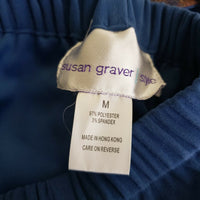 susan graver style
M
97% POLYESTER
3% SPANDEX
MADE IN HONG KONG
CARE ON REVERSE